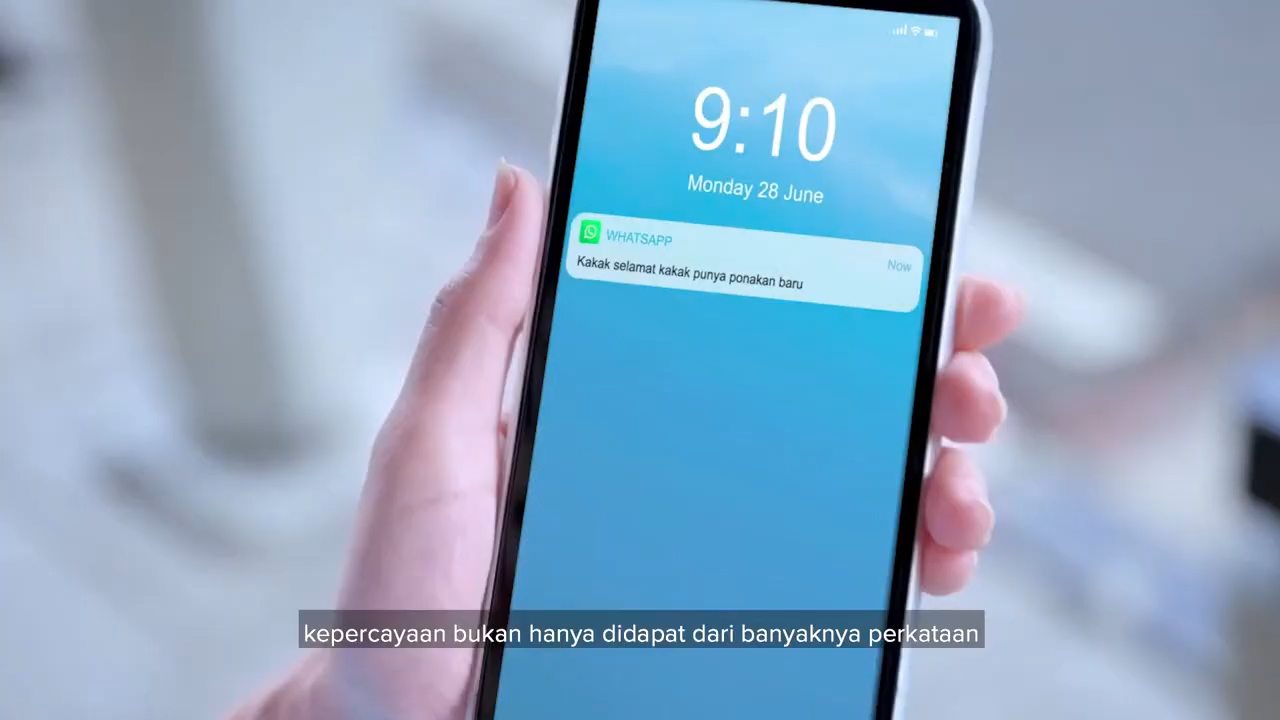 9:10
Monday 28 June
WHATSAPP
Now
Kakak selamat kakak punya ponakan baru
kepercayaan bukan hanya didapat dari banyaknya perkataan